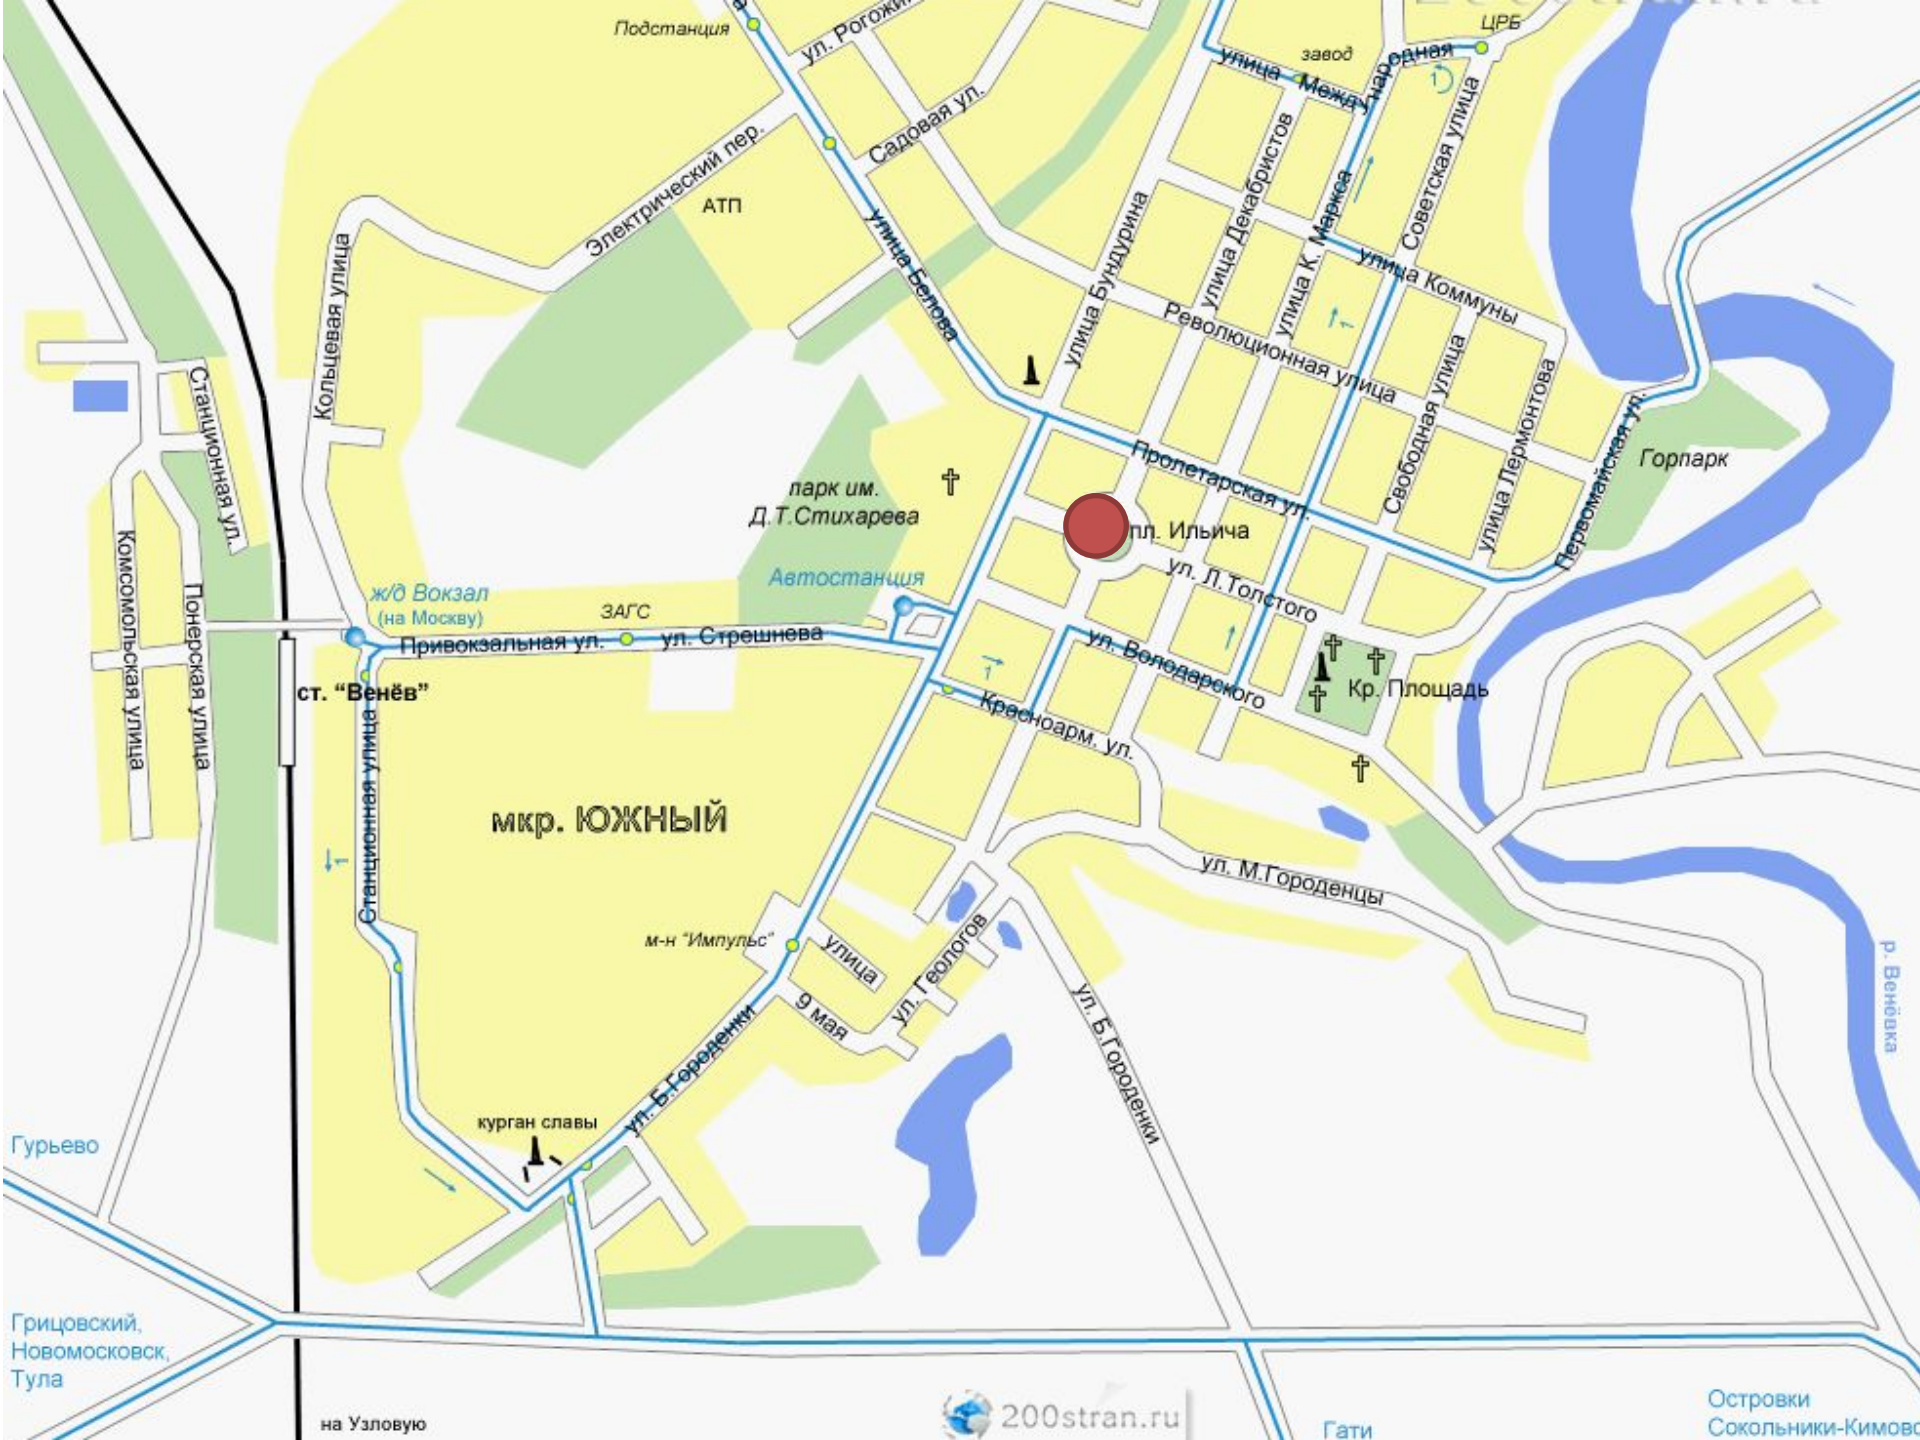 Подстанция
ул. Рогожи
ЦРБ
завод
улица Международная
Садовая ул.
Электрический пер.
АТП
улица Белова
улица Бундурина
улица Декабристов
улица К. Маркса
Советская улица
улица Коммуны
Революционная улица
Свободная улица
улица Лермонтова
Первомайская ул.
Горпарк
Кольцевая улица
Станционная ул.
парк им.
Д.Т.Стихарева
Пролетарская ул.
пл. Ильича
ул. Л.Толстого
Автостанция
ж/д Вокзал
(на Москву)
ЗАГС
Привокзальная ул.
ул. Стрешнева
Комсомольская улица
Понерская улица
ст. “Венёв”
1
1
1
1
ул. Володарского
Красноарм. ул.
Кр. Площадь
Станционная улица
мкр. ЮЖНЫЙ
ул. М.Городенцы
м-н “Импульс”
улица
9 мая
ул. Геологов
ул. Б.Городенки
ул. Б.Городенки
р. Венёвка
курган славы
Гурьево
Грицовский,
Новомосковск,
Тула
на Узловую
200stran.ru
Гати
Островки
Сокольники-Кимовс